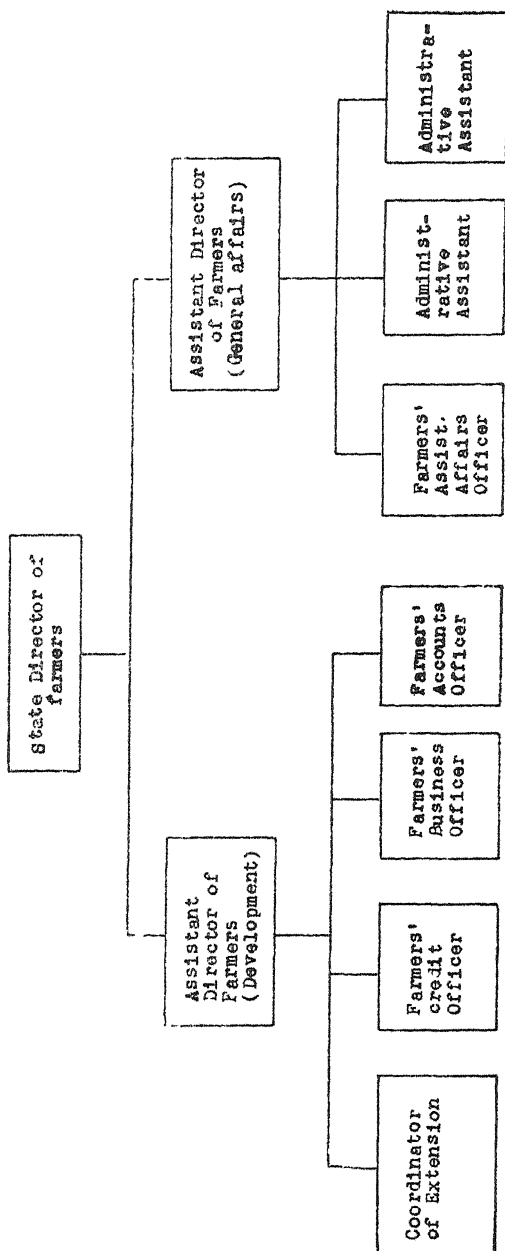 State Director of
farmers
Assistant
Director of
Farmers
(Development)
Assistant Director
of Farmers
(General affairs)
Coordinator
of Extension
Farmers'
credit
Officer
Farmers'
Business
Officer
Farmers'
Accounts
Officer
Farmers'
Assist.
Affairs
Officer
Administ-
rative
Assistant
Administra-
tive
Assistant